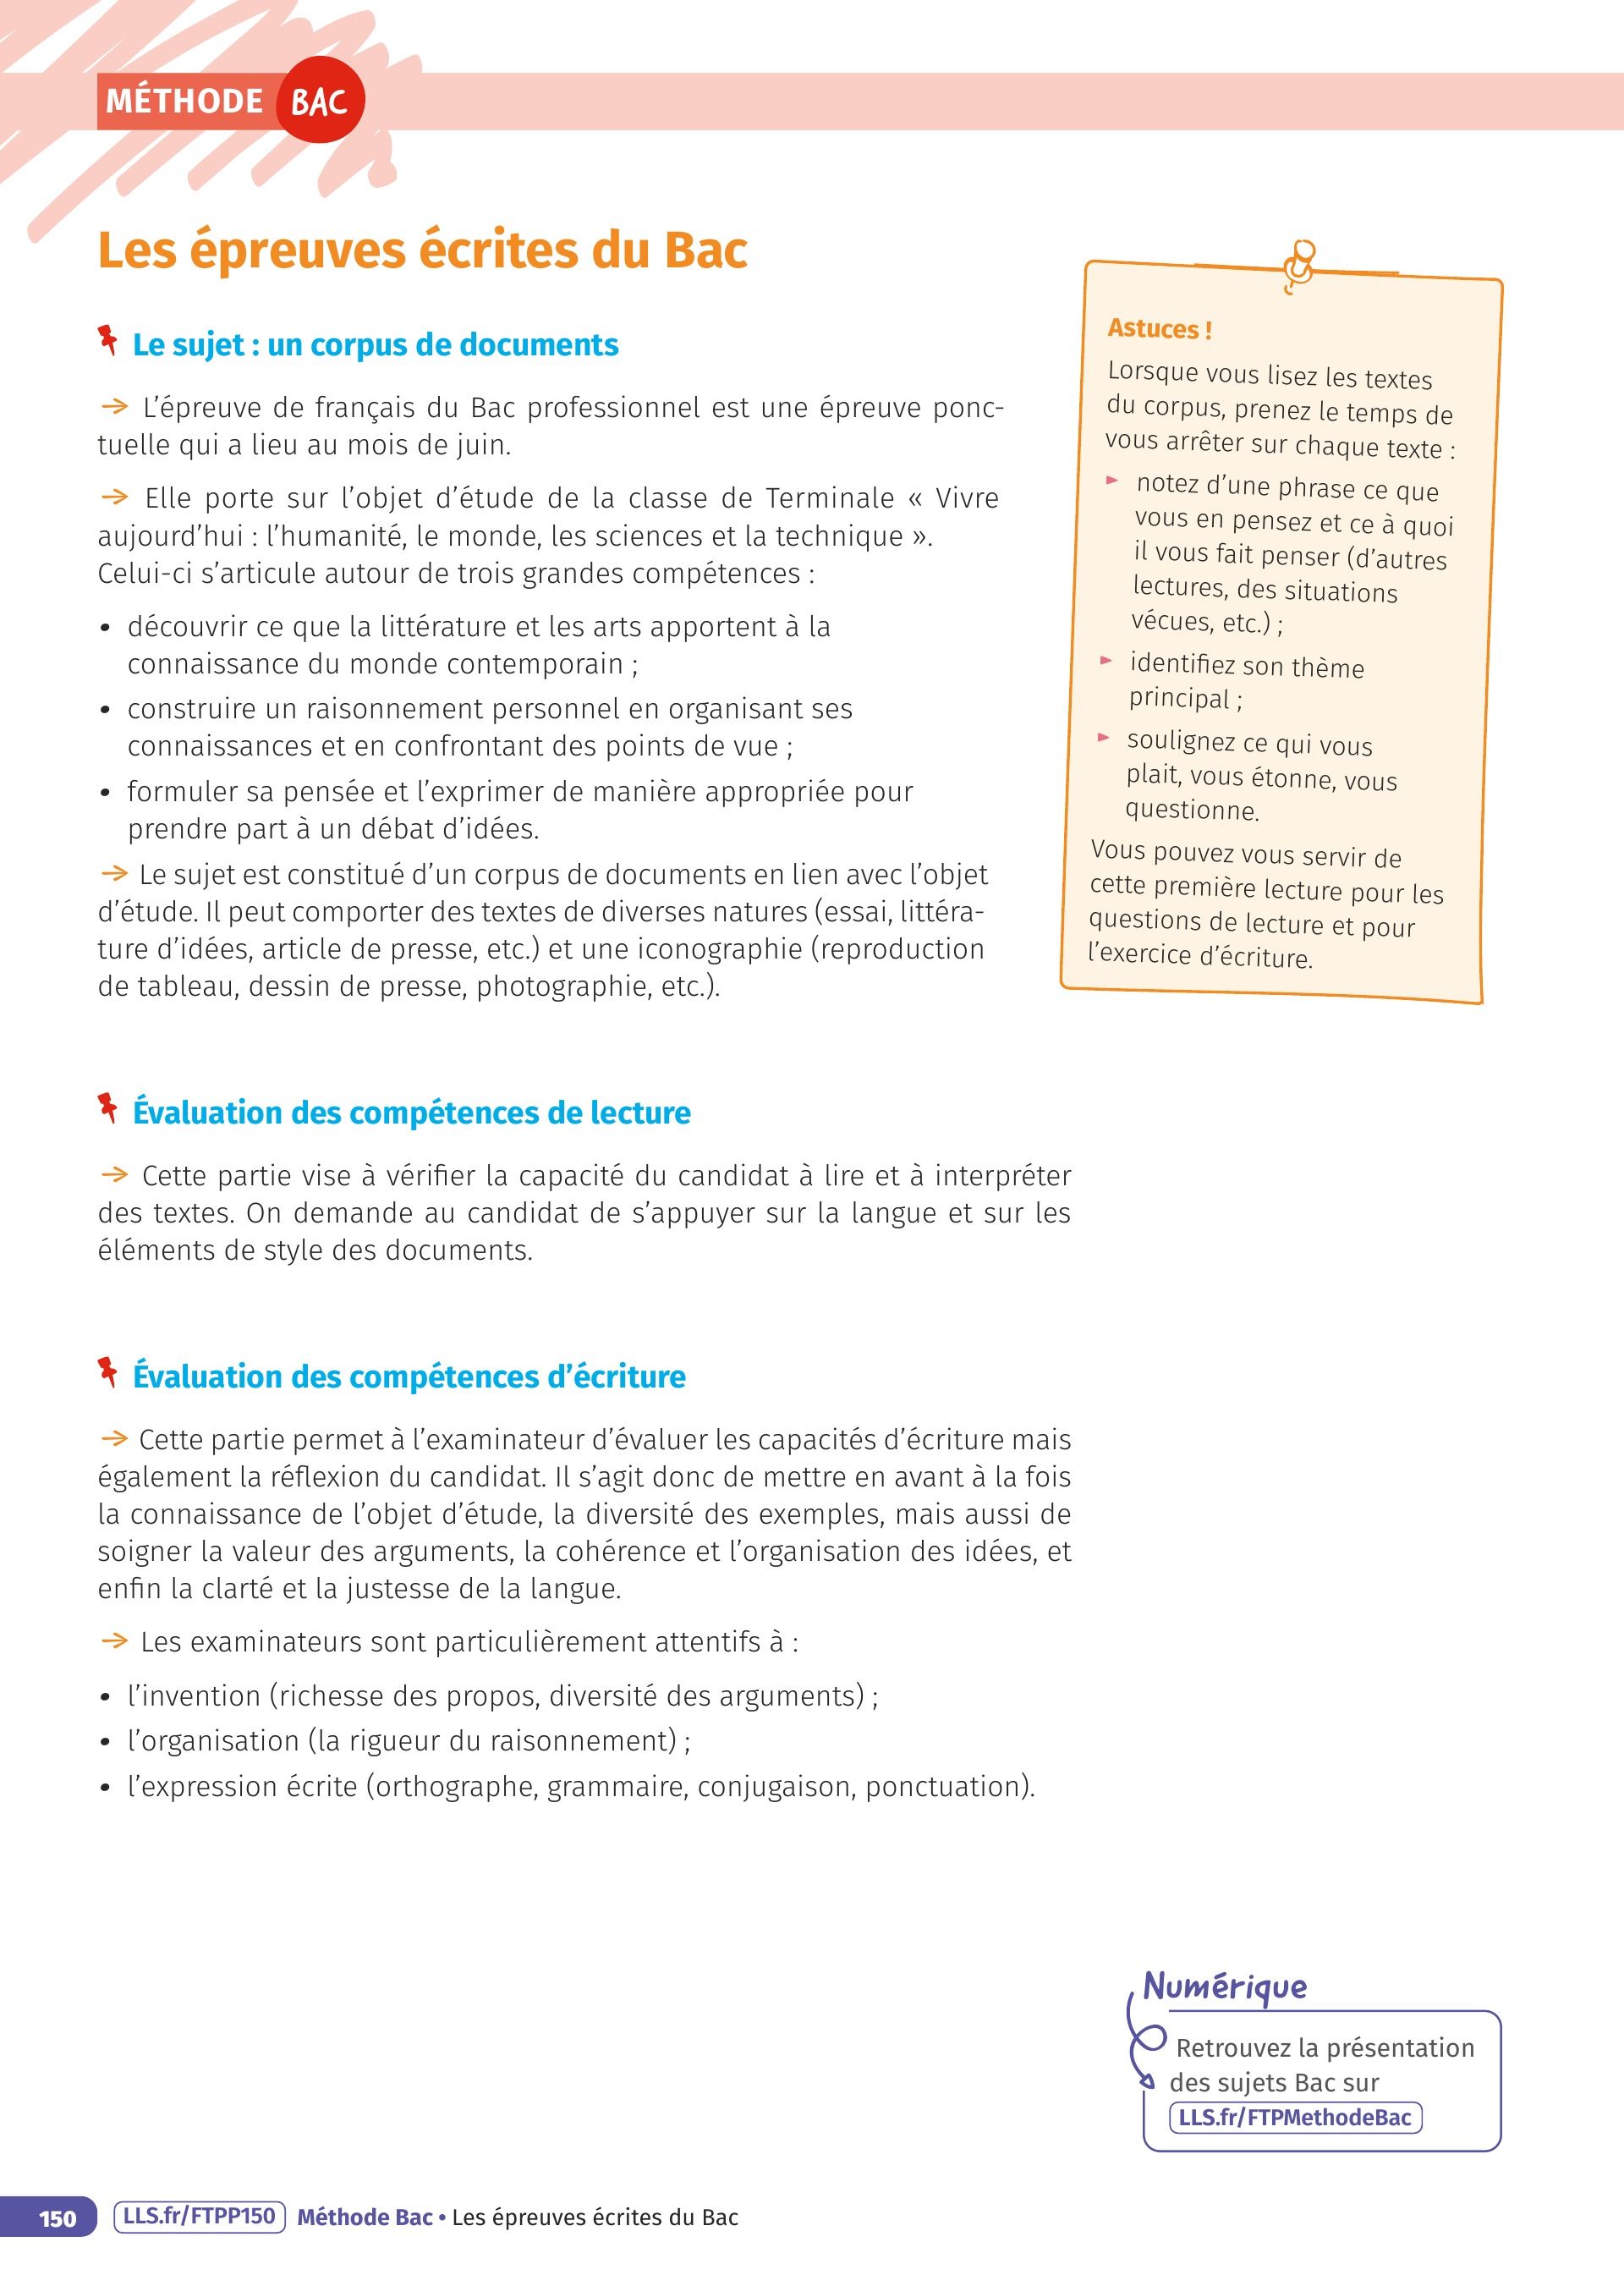 MÉTHODE BAC
Les épreuves écrites du Bac
Le sujet : un corpus de documents
→ L’épreuve de français du Bac professionnel est une épreuve ponc-
tuelle qui a lieu au mois de juin.
→ Elle porte sur l’objet d’étude de la classe de Terminale « Vivre
aujourd’hui : l’humanité, le monde, les sciences et la technique ».
Celui-ci s’articule autour de trois grandes compétences :
• découvrir ce que la littérature et les arts apportent à la
connaissance du monde contemporain ;
• construire un raisonnement personnel en organisant ses
connaissances et en confrontant des points de vue ;
• formuler sa pensée et l’exprimer de manière appropriée pour
prendre part à un débat d’idées.
→ Le sujet est constitué d’un corpus de documents en lien avec l’objet
d’étude. Il peut comporter des textes de diverses natures (essai, littéra-
ture d’idées, article de presse, etc.) et une iconographie (reproduction
de tableau, dessin de presse, photographie, etc.).
Astuces !
Lorsque vous lisez les textes
du corpus, prenez le temps de
vous arrêter sur chaque texte :
► notez d’une phrase ce que
vous en pensez et ce à quoi
il vous fait penser (d’autres
lectures, des situations
vécues, etc.) ;
► identifiez son thème
principal ;
► soulignez ce qui vous
plait, vous étonne, vous
questionne.
Vous pouvez vous servir de
cette première lecture pour les
questions de lecture et pour
l’exercice d’écriture.
Évaluation des compétences de lecture
→ Cette partie vise à vérifier la capacité du candidat à lire et à interpréter
des textes. On demande au candidat de s’appuyer sur la langue et sur les
éléments de style des documents.
Évaluation des compétences d’écriture
→ Cette partie permet à l’examinateur d’évaluer les capacités d’écriture mais
également la réflexion du candidat. Il s’agit donc de mettre en avant à la fois
la connaissance de l’objet d’étude, la diversité des exemples, mais aussi de
soigner la valeur des arguments, la cohérence et l’organisation des idées, et
enfin la clarté et la justesse de la langue.
→ Les examinateurs sont particulièrement attentifs à :
• l’invention (richesse des propos, diversité des arguments) ;
• l’organisation (la rigueur du raisonnement) ;
• l’expression écrite (orthographe, grammaire, conjugaison, ponctuation).
Numérique
Retrouvez la présentation
des sujets Bac sur
LLS.fr/FTPMethodeBac
150 LLS.fr/FTPP150 Méthode Bac • Les épreuves écrites du Bac